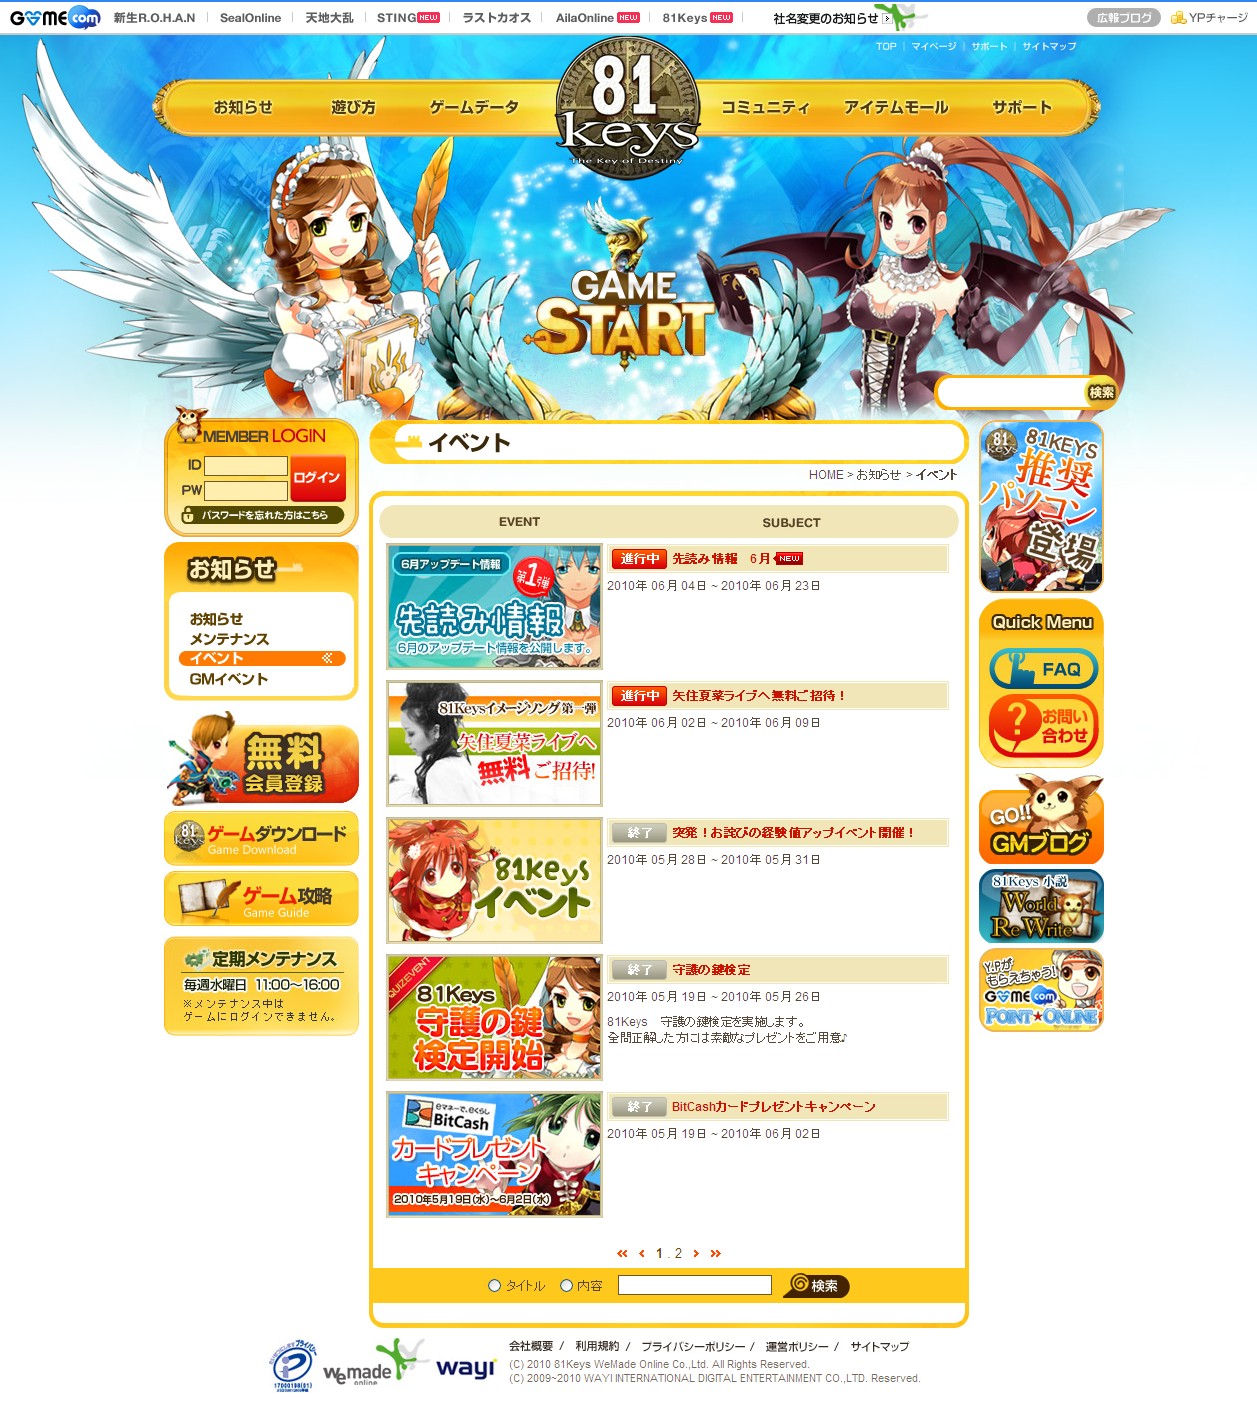 GOMEcom 新生R.O.H.A.N SealOnline 天地大乱 STING NEW ラストカオス AilaOnline NEW 81Keys NEW 社名変更のお知らせ 広報ブログ YPチャージ
TOP マイページ サポート サイトマップ
お知らせ 遊び方 ゲームデータ コミュニティ アイテムモール サポート
81
keys
The Key of Destiny
GAME
START
検索
MEMBER LOGIN
ID
PW
ログイン
パスワードを忘れた方はこちら
お知らせ
お知らせ
メンテナンス
イベント
GMイベント
無料
会員登録
81
keys
ゲームダウンロード
Game Download
ゲーム攻略
Game Guide
定期メンテナンス
毎週水曜日 11:00~16:00
※メンテナンス中は
ゲームにログインできません。
イベント
HOME > お知らせ > イベント
EVENT SUBJECT
6月アップデート情報
第1弾
先読み情報
6月のアップデート情報を公開します。
進行中 先読み情報 6月 NEW
2010年 06月 04日 ~ 2010年 06月 23日
81Keysイメージソング第一弾
矢住夏菜ライブへ
無料ご招待!
進行中 矢住夏菜ライブへ無料ご招待！
2010年 06月 02日 ~ 2010年 06月 09日
81keys
イベント
終了 突発！お詫びの経験値アップイベント開催！
2010年 05月 28日 ~ 2010年 05月 31日
QUIZEVENT
81Keys
守護の鍵
検定開始
終了 守護の鍵検定
2010年 05月 19日 ~ 2010年 05月 26日
81Keys 守護の鍵検定を実施します。
全問正解した方には素敵なプレゼントをご用意♪
eマネーで、eくらし
BitCash
カードプレゼント
キャンペーン
2010年5月19日(水)~6月2日(水)
終了 BitCashカードプレゼントキャンペーン
2010年 05月 19日 ~ 2010年 06月 02日
1 . 2
タイトル 内容 検索
81
keys
81KEYS
推奨
パソコン
登場
Quick Menu
FAQ
お問い
合わせ
GO!!
GMブログ
81Keys 小説
World
ReWrite
Y.Pが
もらえちゃう!
GOMEcom
POINT★ONLINE
wemade
online
wayi
会社概要 / 利用規約 / プライバシーポリシー / 運営ポリシー / サイトマップ
(C) 2010 81Keys WeMade Online Co.,Ltd. All Rights Reserved.
(C) 2009~2010 WAYI INTERNATIONAL DIGITAL ENTERTAINMENT CO.,LTD. Reserved.